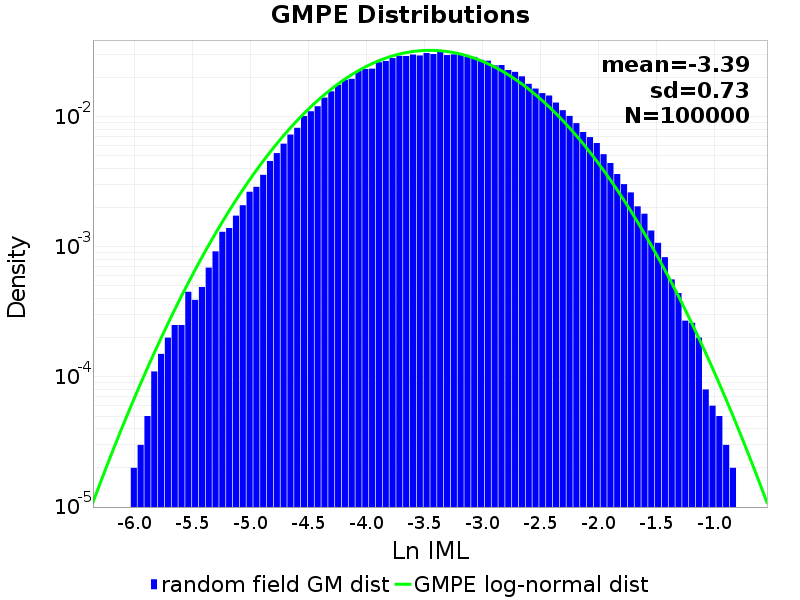 GMPE Distributions
mean=-3.39
sd=0.73
N=100000
Density
10-2
10-3
10-4
10-5
-6.0 -5.5 -5.0 -4.5 -4.0 -3.5 -3.0 -2.5 -2.0 -1.5 -1.0
Ln IML
random field GM dist GMPE log-normal dist